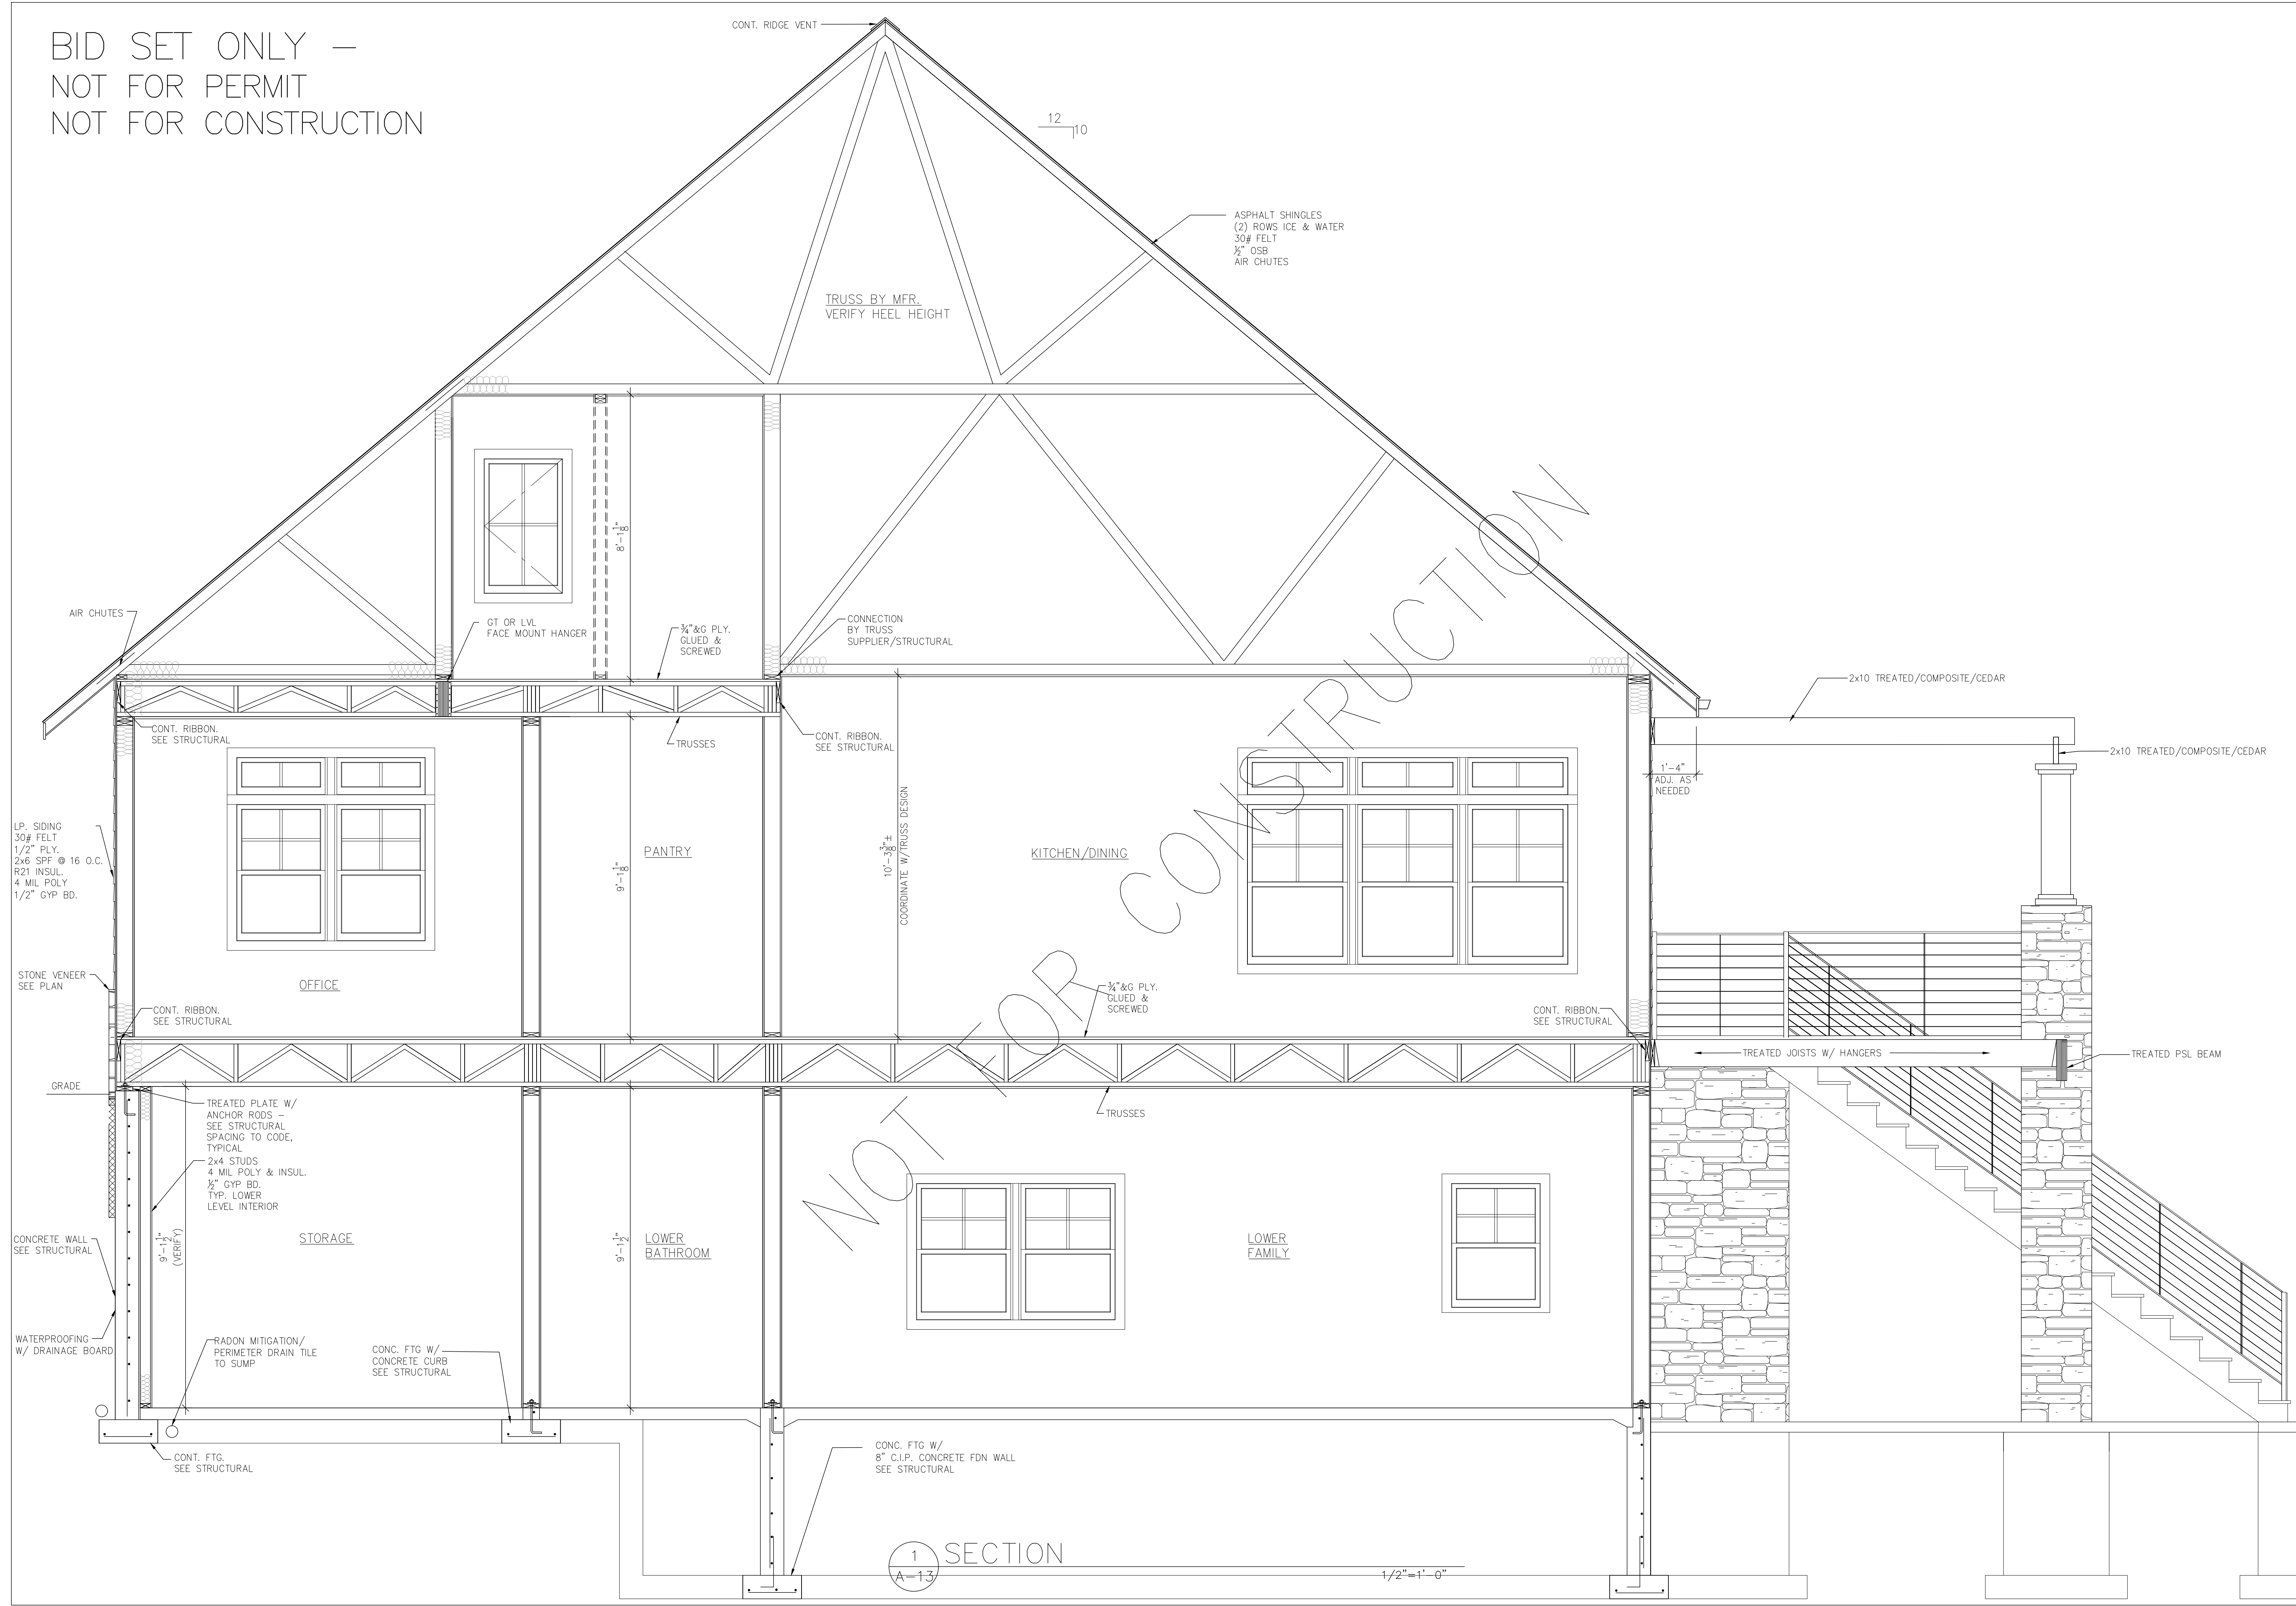 BID SET ONLY –
NOT FOR PERMIT
NOT FOR CONSTRUCTION
CONT. RIDGE VENT
12
10
ASPHALT SHINGLES
(2) ROWS ICE & WATER
30# FELT
½" OSB
AIR CHUTES
TRUSS BY MFR.
VERIFY HEEL HEIGHT
8'-1⅛"
AIR CHUTES
GT OR LVL
FACE MOUNT HANGER
¾"&G PLY.
GLUED &
SCREWED
CONNECTION
BY TRUSS
SUPPLIER/STRUCTURAL
2x10 TREATED/COMPOSITE/CEDAR
CONT. RIBBON.
SEE STRUCTURAL
TRUSSES
CONT. RIBBON.
SEE STRUCTURAL
2x10 TREATED/COMPOSITE/CEDAR
1'-4"
ADJ. AS
NEEDED
LP. SIDING
30# FELT
1/2" PLY.
2x6 SPF @ 16 O.C.
R21 INSUL.
4 MIL POLY
1/2" GYP BD.
PANTRY
9'-1⅛"
10'-3⅜"±
COORDINATE W/TRUSS DESIGN
KITCHEN/DINING
NOT FOR CONSTRUCTION
STONE VENEER
SEE PLAN
OFFICE
¾"&G PLY.
GLUED &
SCREWED
CONT. RIBBON.
SEE STRUCTURAL
CONT. RIBBON.
SEE STRUCTURAL
TREATED JOISTS W/ HANGERS
TREATED PSL BEAM
GRADE
TREATED PLATE W/
ANCHOR RODS –
SEE STRUCTURAL
SPACING TO CODE,
TYPICAL
TRUSSES
2x4 STUDS
4 MIL POLY & INSUL.
½" GYP BD.
TYP. LOWER
LEVEL INTERIOR
CONCRETE WALL
SEE STRUCTURAL
9'-1½"
(VERIFY)
STORAGE
9'-1½"
LOWER
BATHROOM
LOWER
FAMILY
WATERPROOFING
W/ DRAINAGE BOARD
RADON MITIGATION/
PERIMETER DRAIN TILE
TO SUMP
CONC. FTG W/
CONCRETE CURB
SEE STRUCTURAL
CONT. FTG.
SEE STRUCTURAL
CONC. FTG W/
8" C.I.P. CONCRETE FDN WALL
SEE STRUCTURAL
1
A-13
SECTION
1/2"=1'-0"